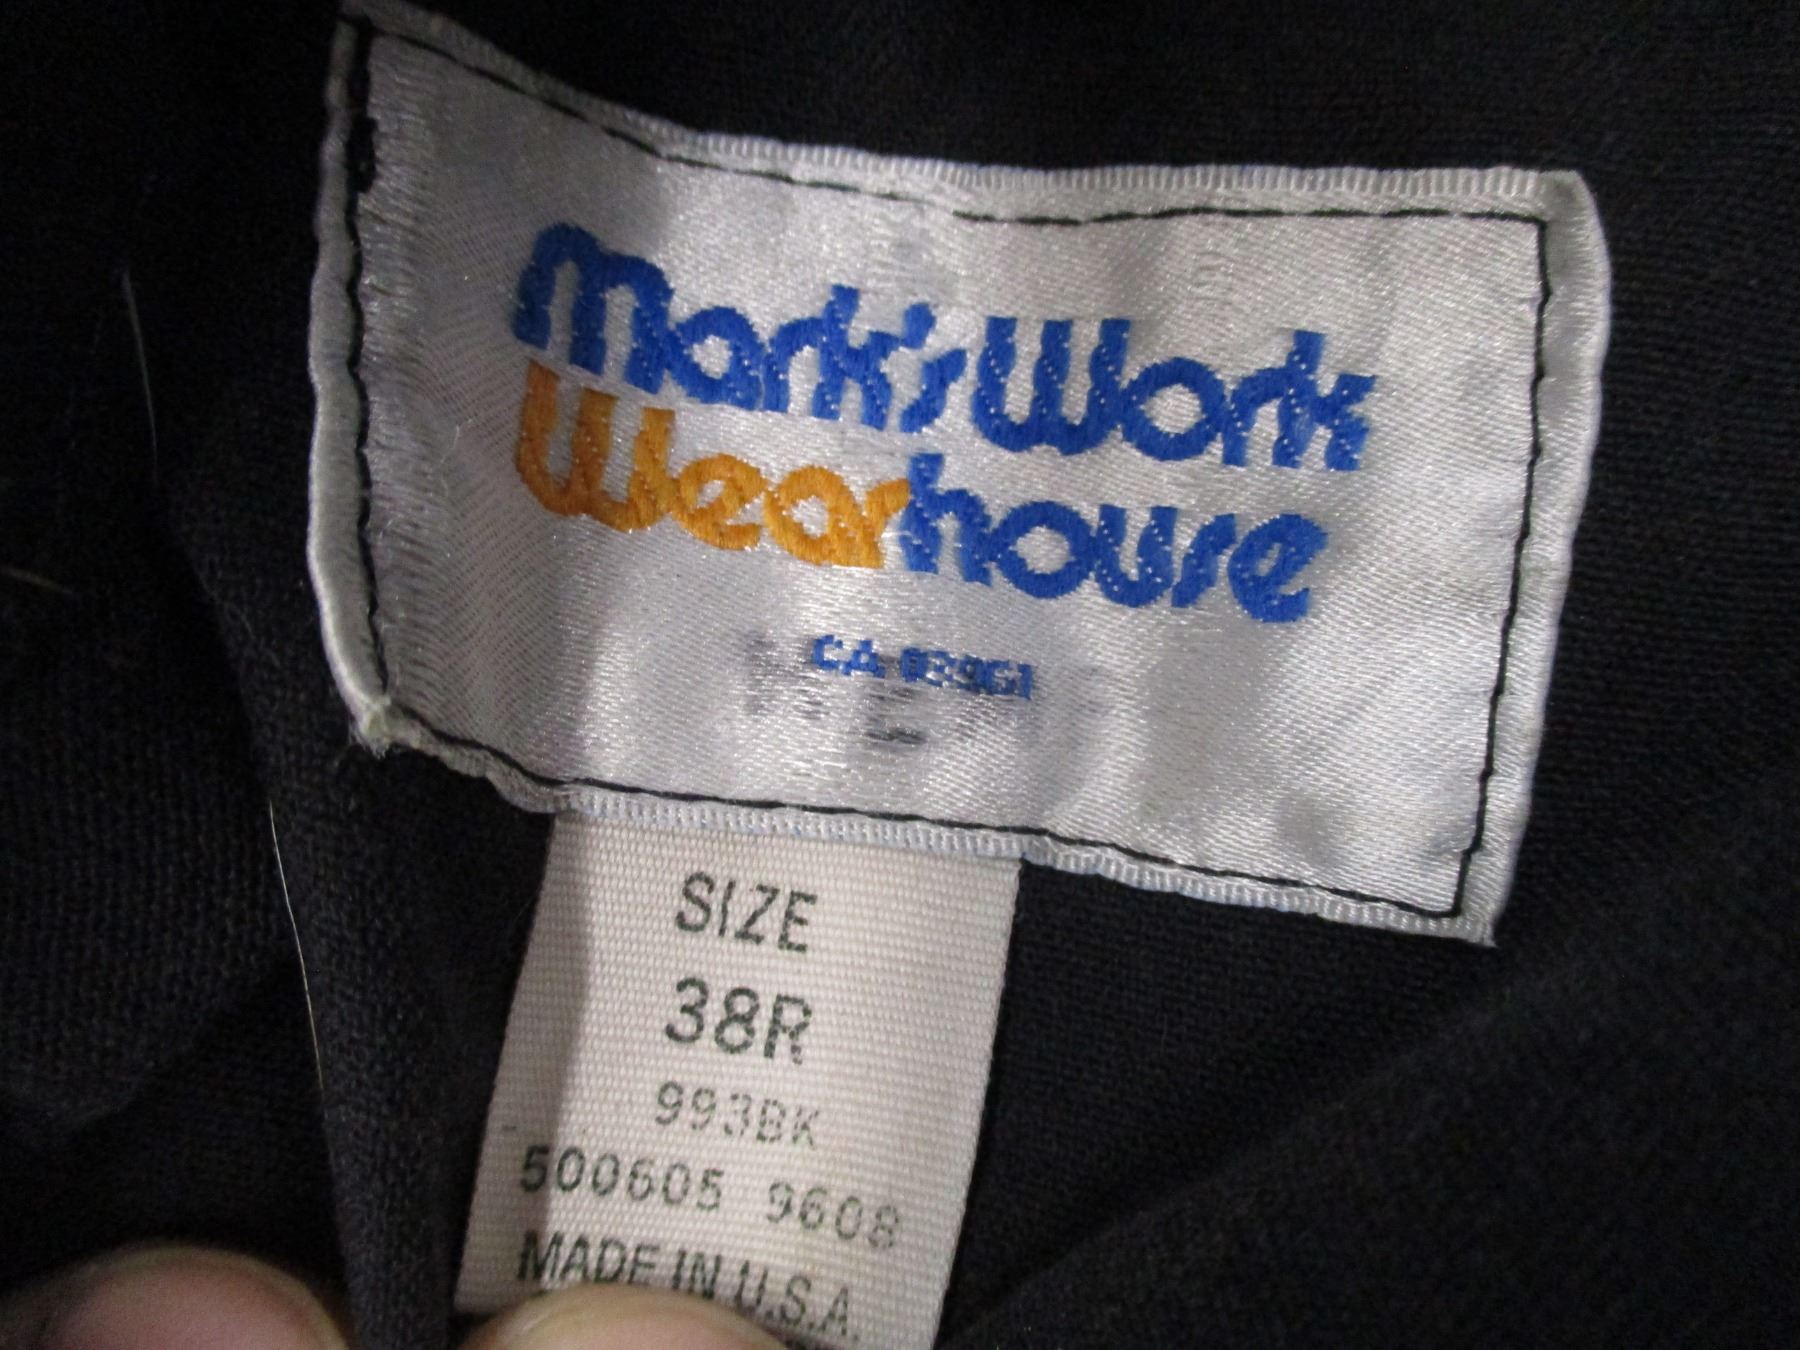 Mark's Work
Wearhouse
CA 03961
SIZE
38R
993BK
500605 9608
MADE IN U.S.A.